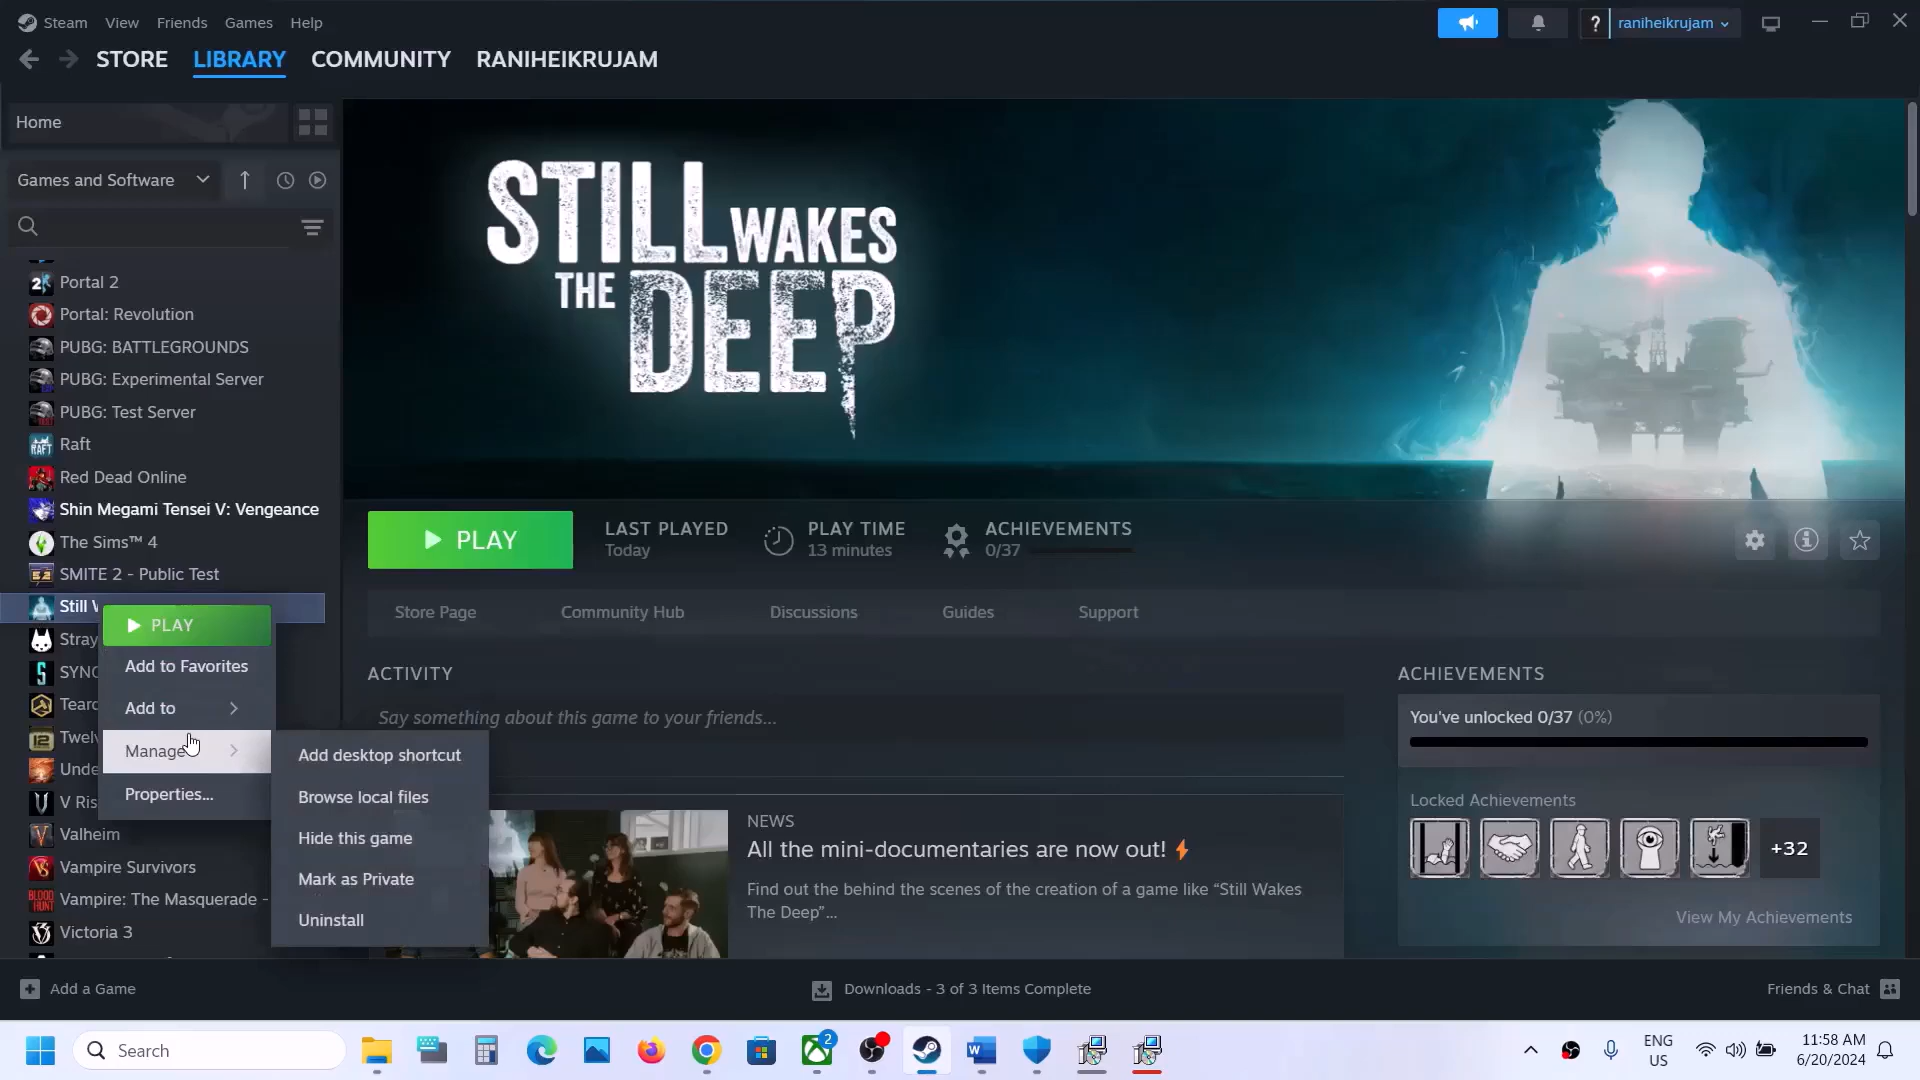 Steam View Friends Games Help
? raniheikrujam
STORE LIBRARY COMMUNITY RANIHEIKRUJAM
Home
Games and Software
Portal 2
Portal: Revolution
PUBG: BATTLEGROUNDS
PUBG: Experimental Server
PUBG: Test Server
Raft
Red Dead Online
Shin Megami Tensei V: Vengeance
The Sims™ 4
SMITE 2 - Public Test
Still
Stray
SYNC
Teard
Twelv
Unde
V Ris
Valheim
Vampire Survivors
Vampire: The Masquerade -
Victoria 3
PLAY
Add to Favorites
Add to
Manage
Properties...
Add desktop shortcut
Browse local files
Hide this game
Mark as Private
Uninstall
STILL WAKES
THE DEEP
PLAY
LAST PLAYED
Today
PLAY TIME
13 minutes
ACHIEVEMENTS
0/37
Store Page Community Hub Discussions Guides Support
ACTIVITY
Say something about this game to your friends...
NEWS
All the mini-documentaries are now out!
Find out the behind the scenes of the creation of a game like “Still Wakes
The Deep”...
ACHIEVEMENTS
You've unlocked 0/37 (0%)
Locked Achievements
+32
View My Achievements
Add a Game
Downloads - 3 of 3 Items Complete
Friends & Chat
Search
2
ENG
US
11:58 AM
6/20/2024